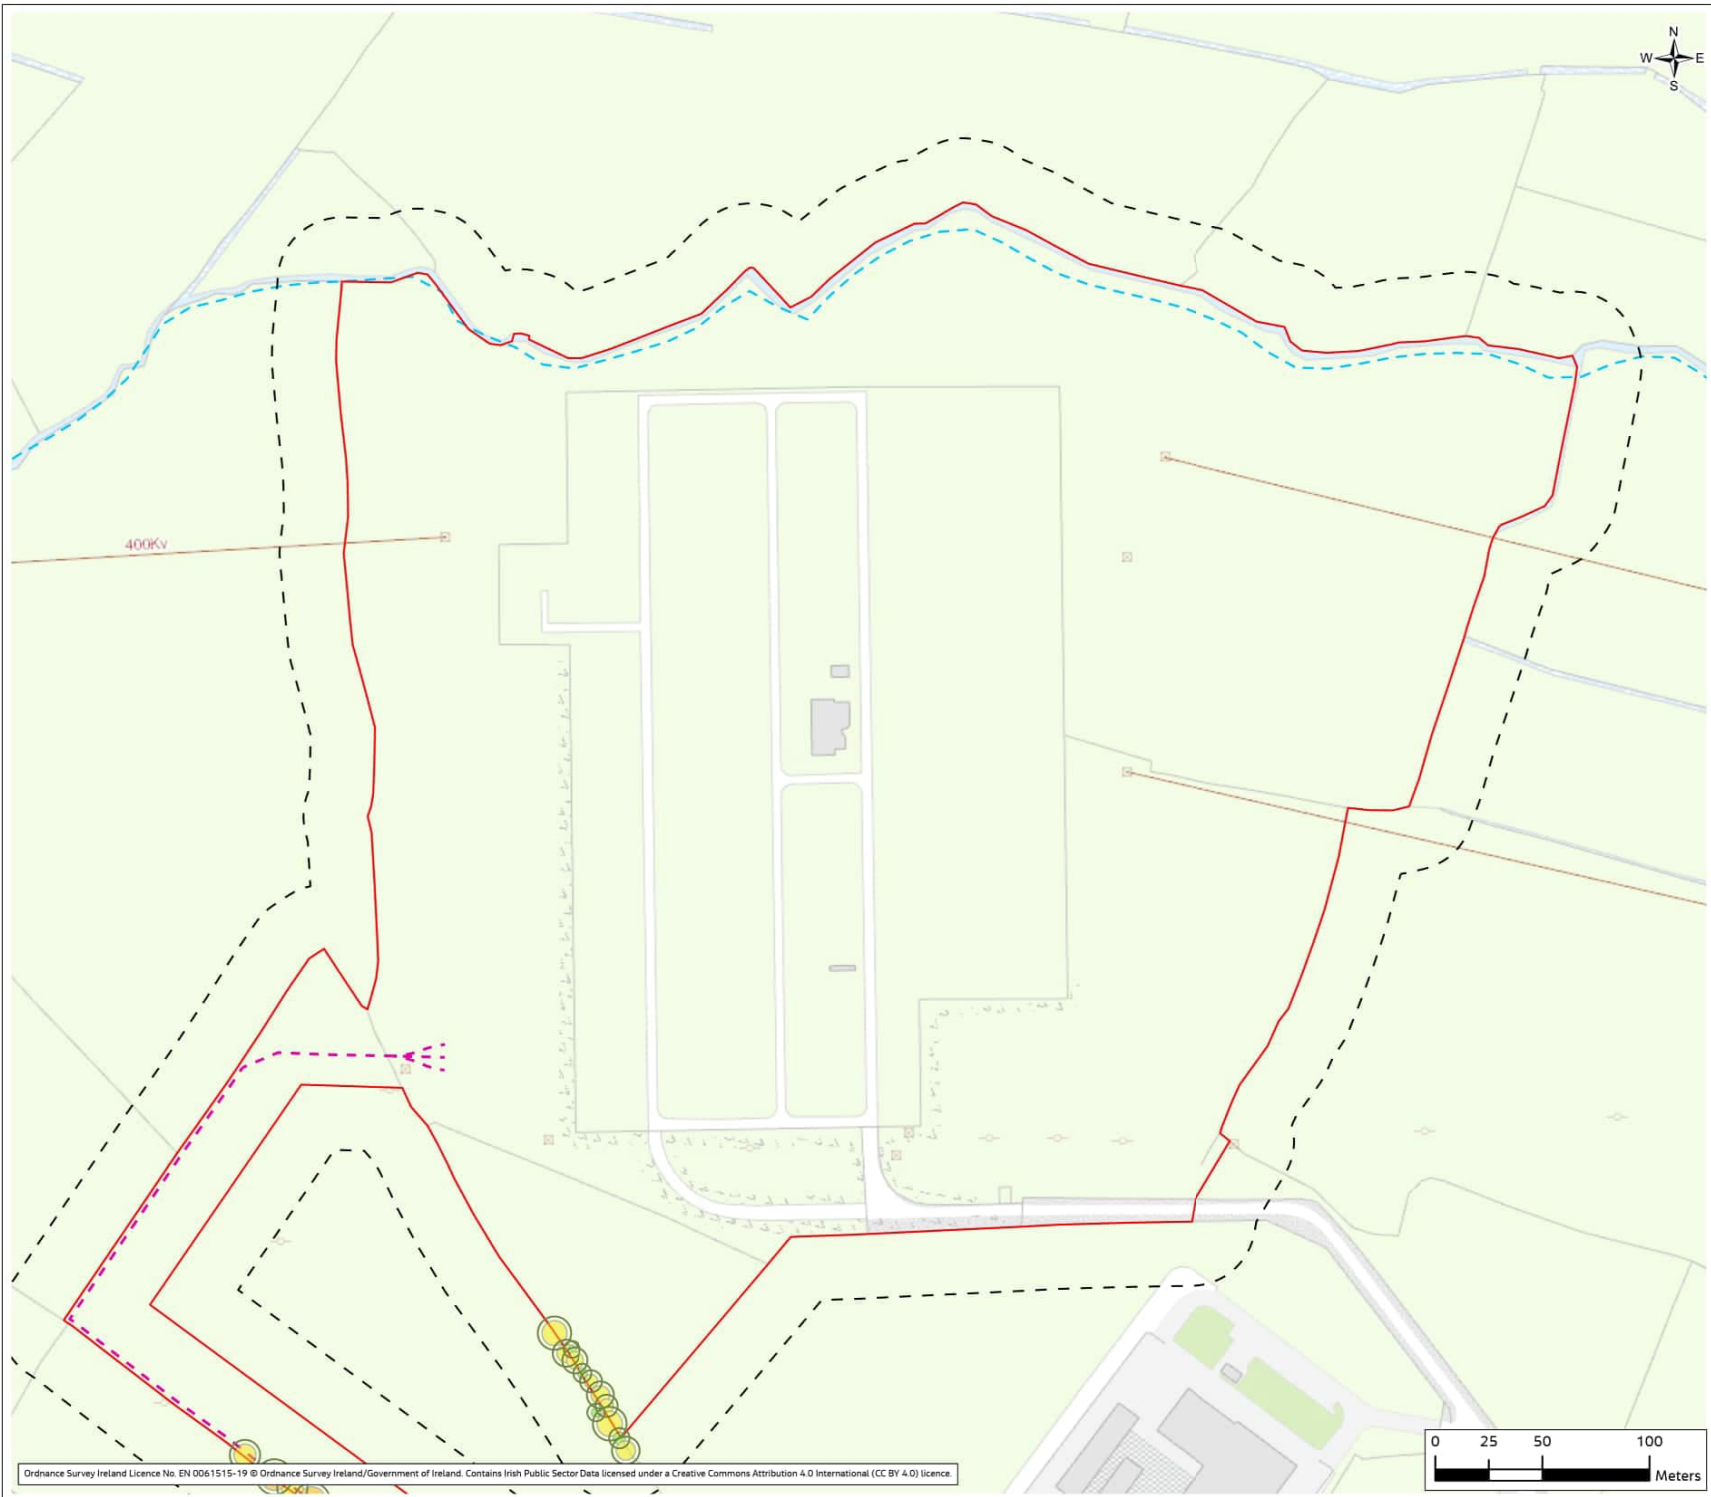 N
W E
S
400Kv
0 25 50 100
Meters
Ordnance Survey Ireland Licence No. EN 0061515-19 © Ordnance Survey Ireland/Government of Ireland. Contains Irish Public Sector Data licensed under a Creative Commons Attribution 4.0 International (CC BY 4.0) licence.